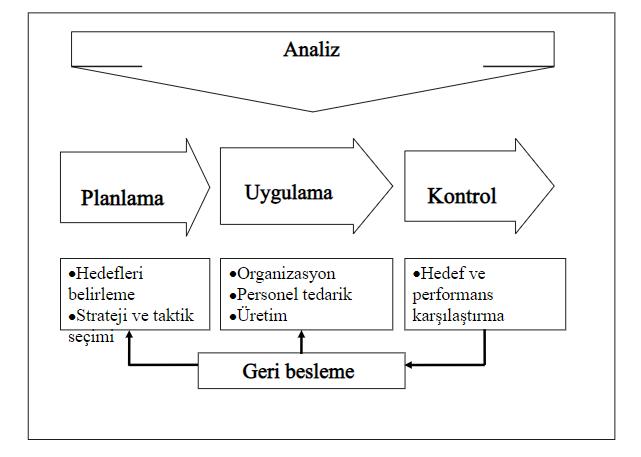 Analiz
Planlama
Uygulama
Kontrol
●Hedefleri
belirleme
●Strateji ve taktik
seçimi
●Organizasyon
●Personel tedarik
●Üretim
●Hedef ve
performans
karşılaştırma
Geri besleme